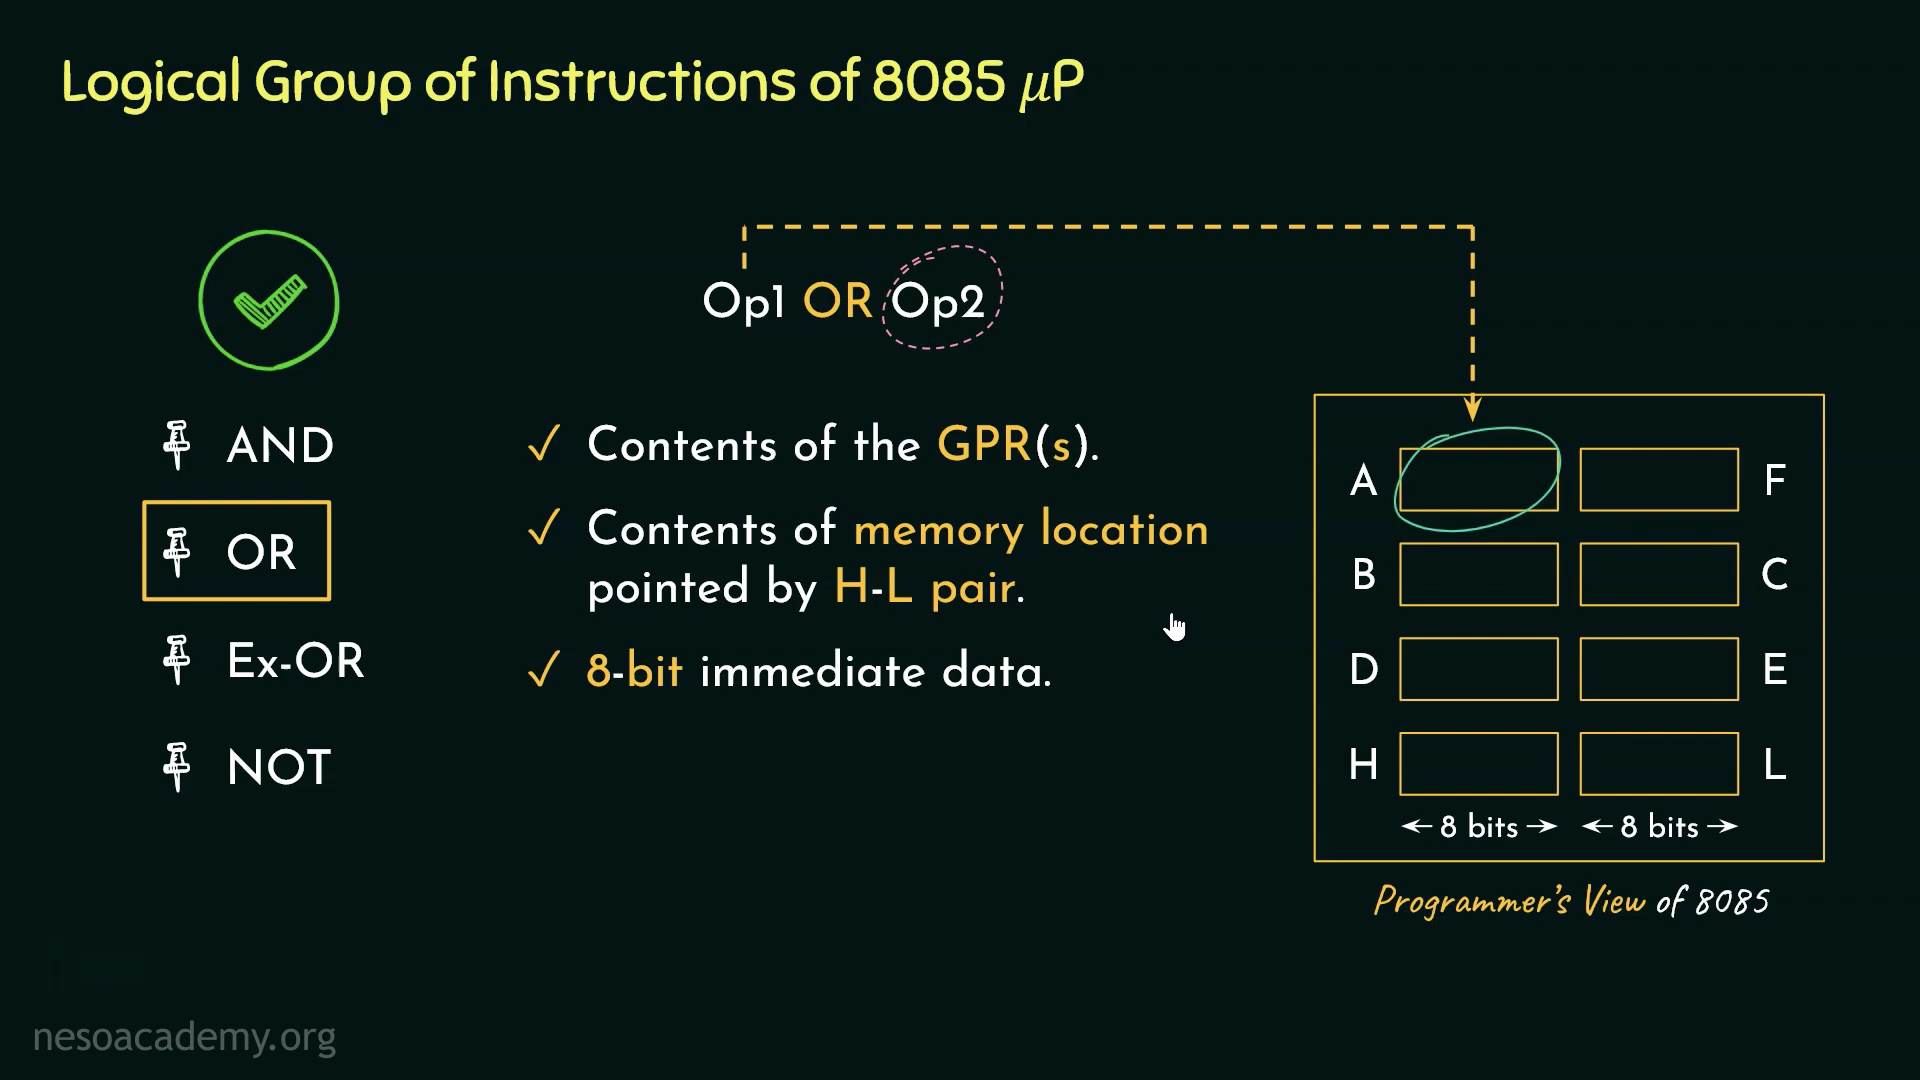 Logical Group of Instructions of 8085 μP
Op1 OR Op2
AND
OR
Ex-OR
NOT
Contents of the GPR(s).
Contents of memory location
pointed by H-L pair.
8-bit immediate data.
A F
B C
D E
H L
8 bits 8 bits
Programmer's View of 8085
nesoacademy.org